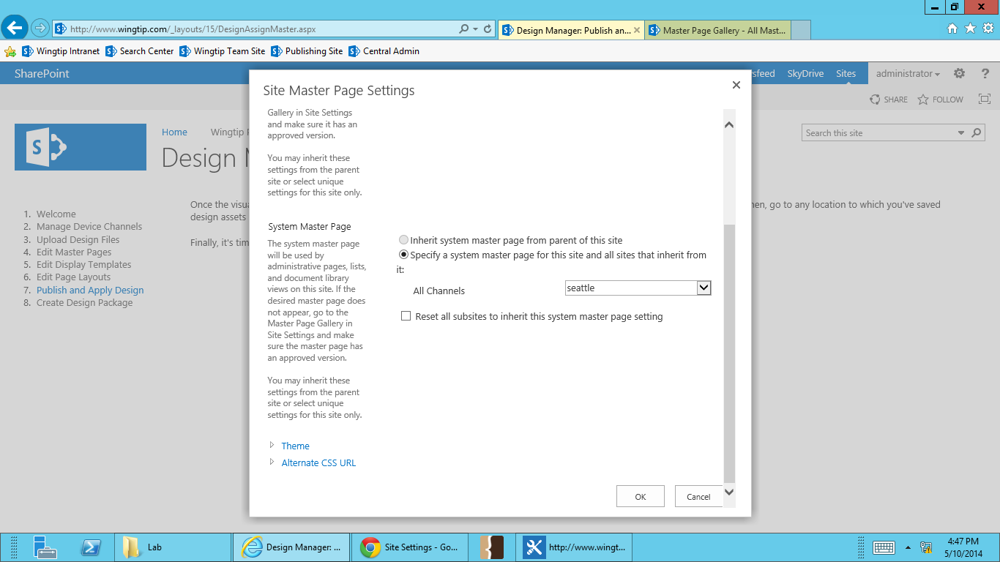 http://www.wingtip.com/_layouts/15/DesignAssignMaster.aspx
Design Manager: Publish an...
Master Page Gallery - All Mast...
Wingtip Intranet
Search Center
Wingtip Team Site
Publishing Site
Central Admin
SharePoint
sfeed
SkyDrive
Sites
administrator
SHARE
FOLLOW
Home
Wingtip
Search this site
Design
1. Welcome
2. Manage Device Channels
3. Upload Design Files
4. Edit Master Pages
5. Edit Display Templates
6. Edit Page Layouts
7. Publish and Apply Design
8. Create Design Package
Once the visua
en, go to any location to which you've saved
design assets
Finally, it's tim
Site Master Page Settings
Gallery in Site Settings
and make sure it has an
approved version.
You may inherit these
settings from the parent
site or select unique
settings for this site only.
System Master Page
The system master page
will be used by
administrative pages, lists,
and document library
views on this site. If the
desired master page does
not appear, go to the
Master Page Gallery in
Site Settings and make
sure the master page has
an approved version.
You may inherit these
settings from the parent
site or select unique
settings for this site only.
Inherit system master page from parent of this site
Specify a system master page for this site and all sites that inherit from
it:
All Channels
seattle
Reset all subsites to inherit this system master page setting
Theme
Alternate CSS URL
OK
Cancel
Lab
Design Manager: ...
Site Settings - Go...
http://www.wingt...
4:47 PM
5/10/2014